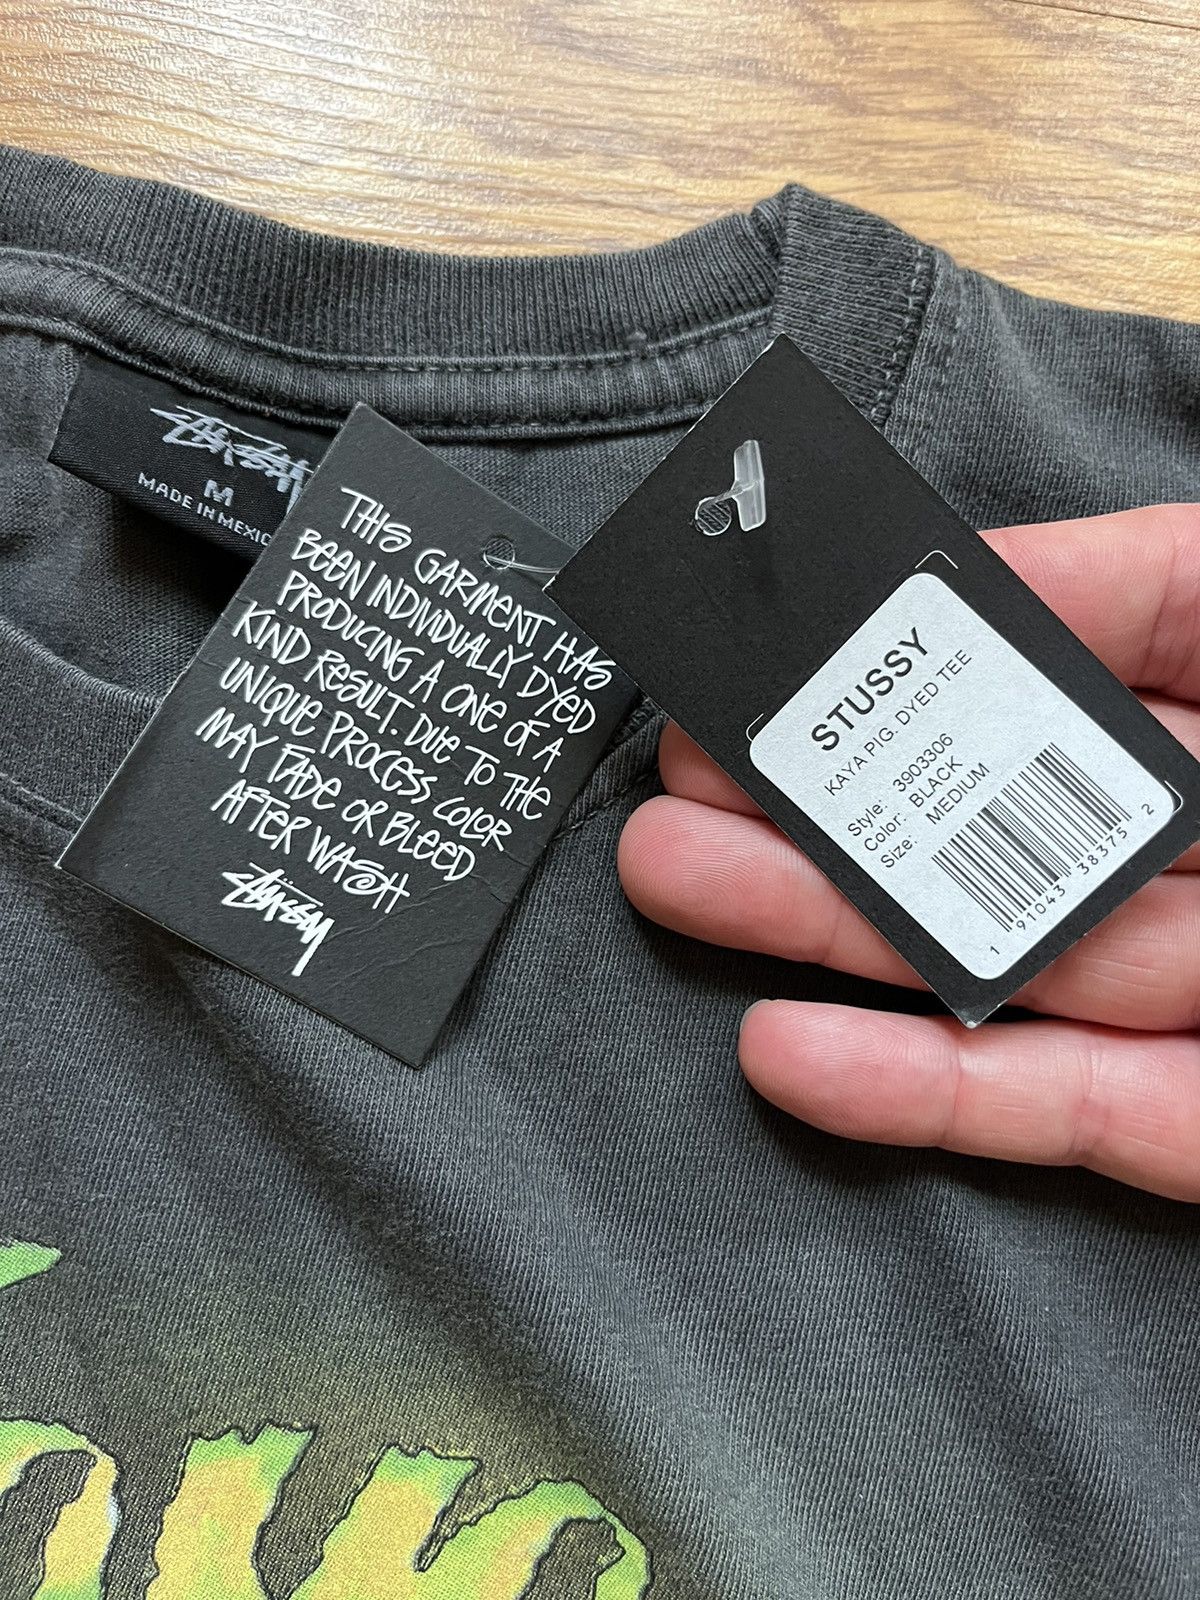 STÜSSY
M
MADE IN MEXIC
THIS GARMENT HAS
BEEN INDIVIDUALLY DYED
PRODUCING A ONE OF A
KIND RESULT. DUE TO THE
UNIQUE PROCESS COLOR
MAY FADE OR BLEED
AFTER WASH
STÜSSY
STUSSY
KAYA PIG. DYED TEE
Style: 3903306
Color: BLACK
Size: MEDIUM
1 91043 38375 2